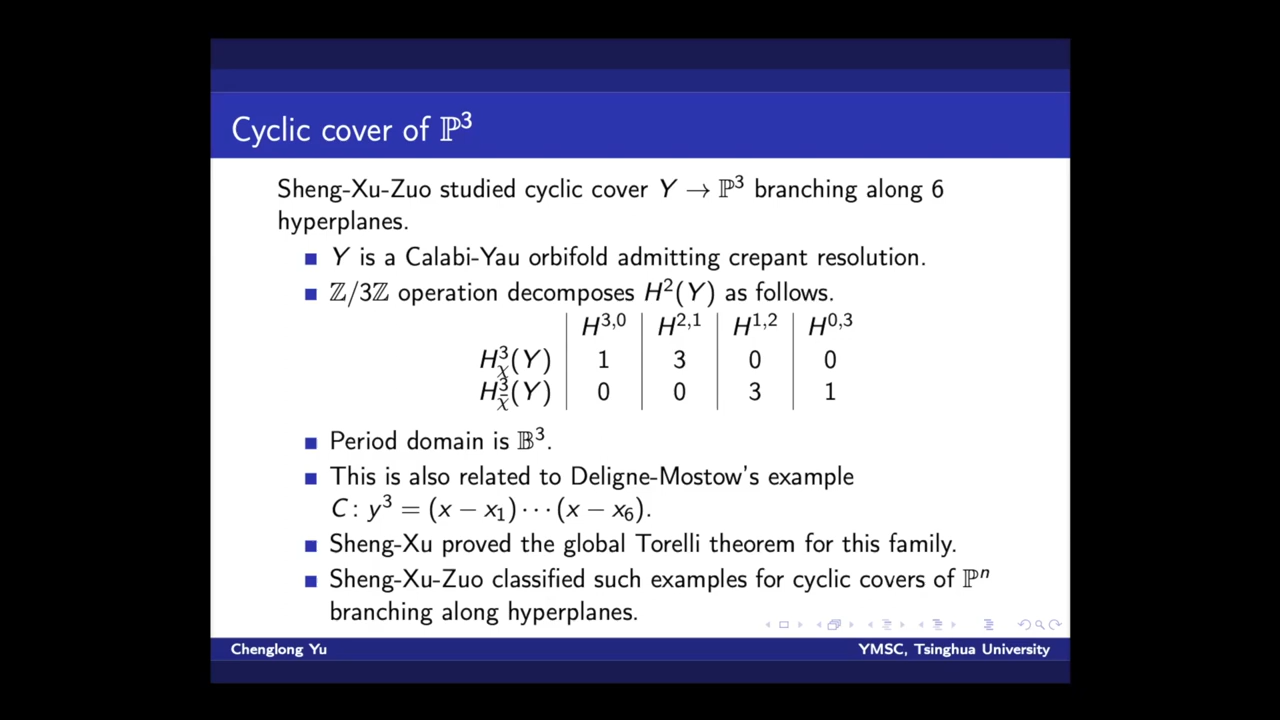 Cyclic cover of ℙ³
Sheng-Xu-Zuo studied cyclic cover Y → ℙ³ branching along 6
hyperplanes.
■ Y is a Calabi-Yau orbifold admitting crepant resolution.
■ ℤ/3ℤ operation decomposes H²(Y) as follows.
H³,⁰ H²,¹ H¹,² H⁰,³
H³_χ(Y) 1 3 0 0
H³_χ̄(Y) 0 0 3 1
■ Period domain is 𝔹³.
■ This is also related to Deligne-Mostow's example
C: y³ = (x − x₁) ⋯ (x − x₆).
■ Sheng-Xu proved the global Torelli theorem for this family.
■ Sheng-Xu-Zuo classified such examples for cyclic covers of ℙⁿ
branching along hyperplanes.
Chenglong Yu YMSC, Tsinghua University